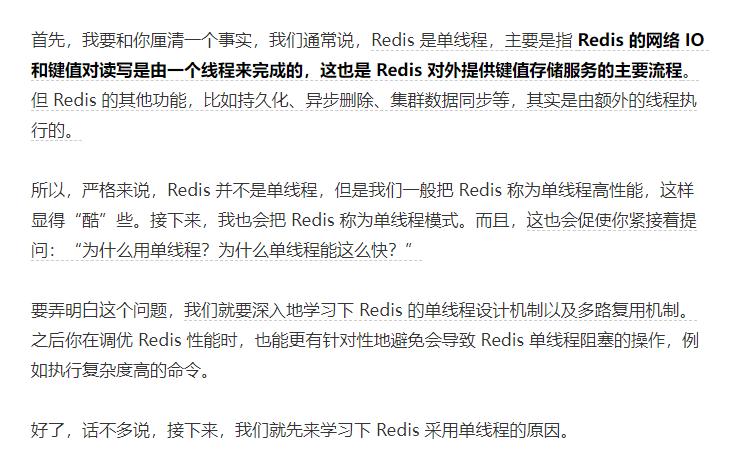 首先，我要和你厘清一个事实，我们通常说，Redis 是单线程，主要是指 Redis 的网络 IO
和键值对读写是由一个线程来完成的，这也是 Redis 对外提供键值存储服务的主要流程。
但 Redis 的其他功能，比如持久化、异步删除、集群数据同步等，其实是由额外的线程执
行的。
所以，严格来说，Redis 并不是单线程，但是我们一般把 Redis 称为单线程高性能，这样
显得“酷”些。接下来，我也会把 Redis 称为单线程模式。而且，这也会促使你紧接着提
问：“为什么用单线程？为什么单线程能这么快？”
要弄明白这个问题，我们就要深入地学习下 Redis 的单线程设计机制以及多路复用机制。
之后你在调优 Redis 性能时，也能更有针对性地避免会导致 Redis 单线程阻塞的操作，例
如执行复杂度高的命令。
好了，话不多说，接下来，我们就先来学习下 Redis 采用单线程的原因。